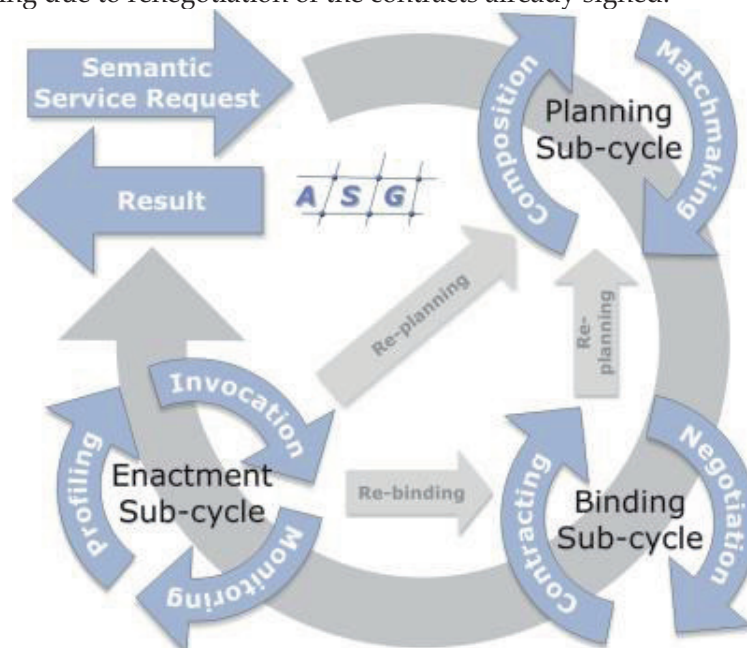 ing due to renegotiation of the contracts already signed.
Semantic
Service Request
Result
A S G
Composition
Planning
Sub-cycle
Matchmaking
Re-planning
Re-
planning
Invocation
Profiling
Enactment
Sub-cycle
Monitoring
Re-binding
Contracting
Binding
Sub-cycle
Negotiation